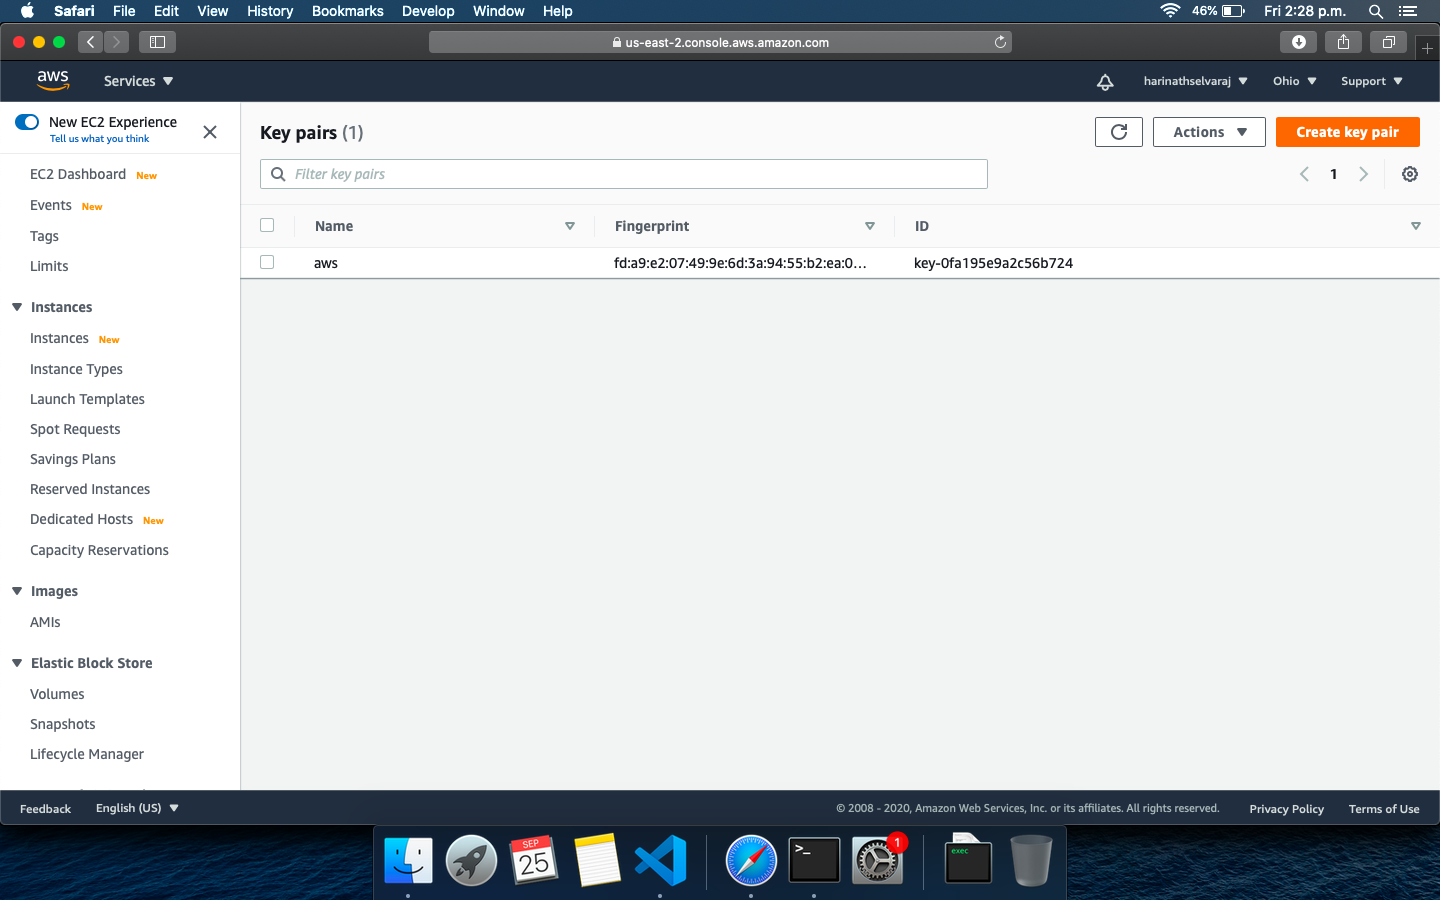 Safari File Edit View History Bookmarks Develop Window Help 46% Fri 2:28 p.m.
us-east-2.console.aws.amazon.com
aws Services harinathselvaraj Ohio Support
New EC2 Experience
Tell us what you think
EC2 Dashboard New
Events New
Tags
Limits
Instances
Instances New
Instance Types
Launch Templates
Spot Requests
Savings Plans
Reserved Instances
Dedicated Hosts New
Capacity Reservations
Images
AMIs
Elastic Block Store
Volumes
Snapshots
Lifecycle Manager
Key pairs (1)
Actions
Create key pair
Filter key pairs
1
Name Fingerprint ID
aws fd:a9:e2:07:49:9e:6d:3a:94:55:b2:ea:0... key-0fa195e9a2c56b724
Feedback English (US) © 2008 - 2020, Amazon Web Services, Inc. or its affiliates. All rights reserved. Privacy Policy Terms of Use
SEP
25
>_
1
exec